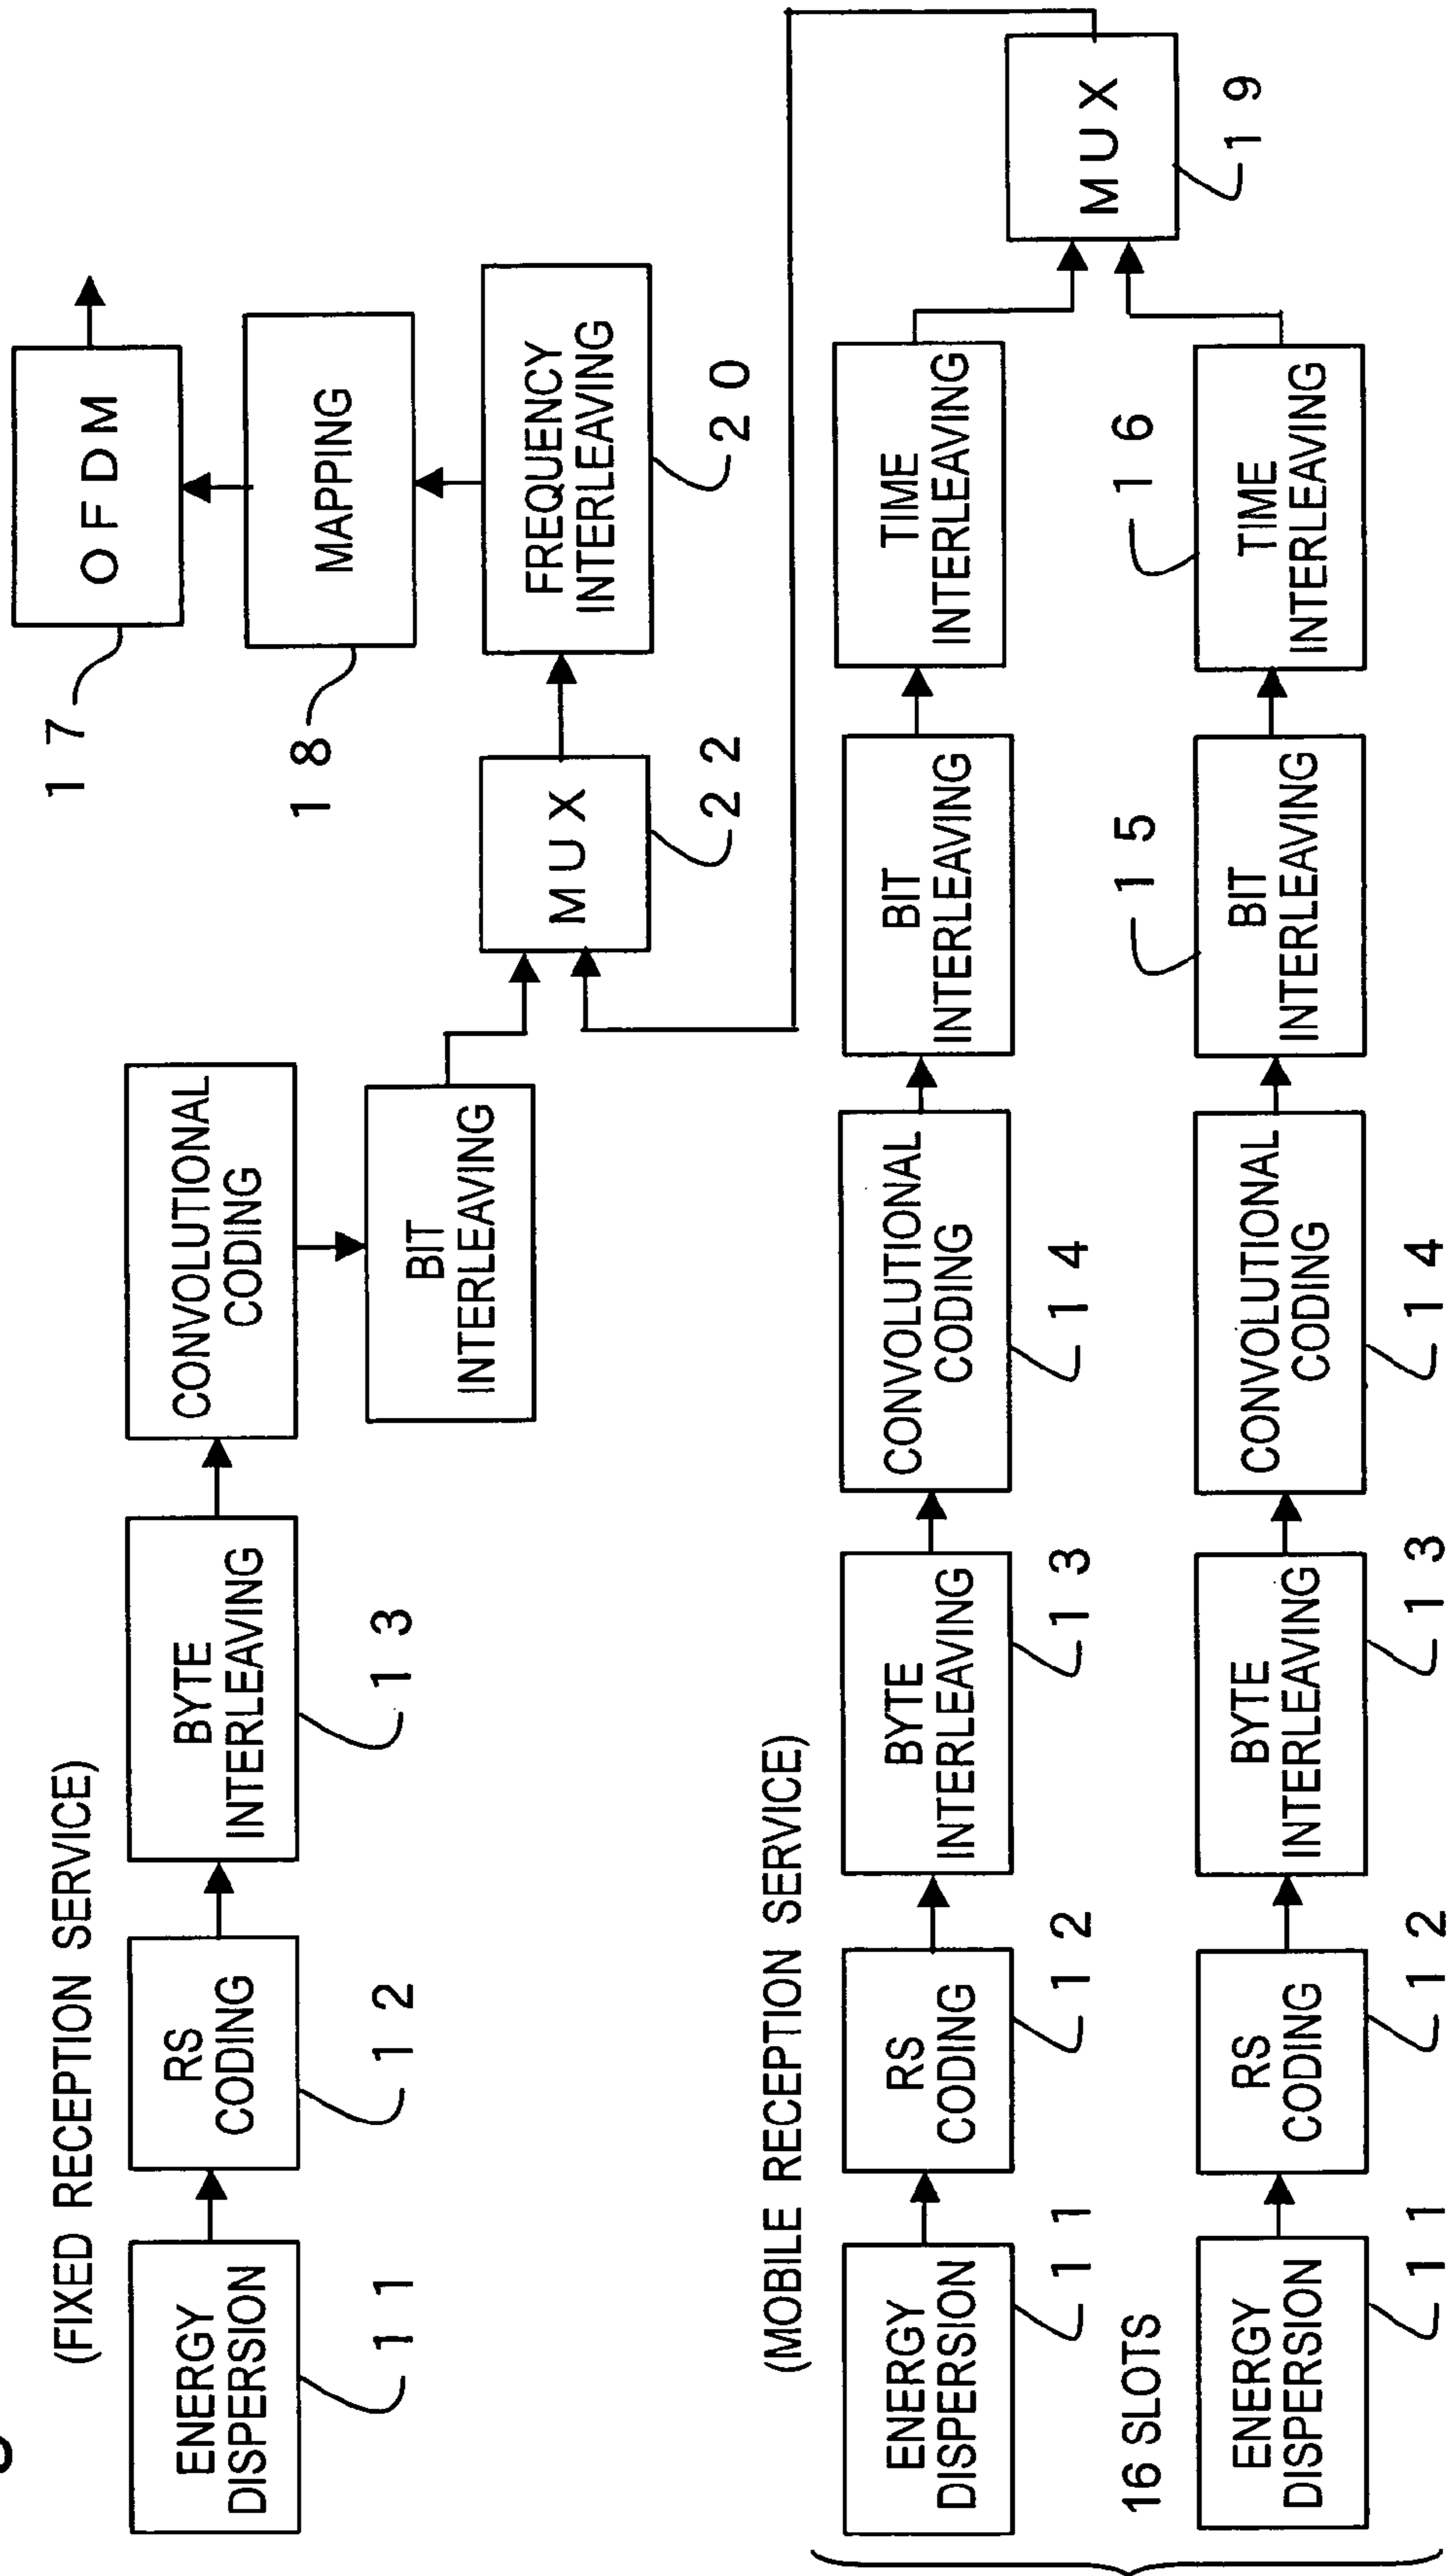 (FIXED RECEPTION SERVICE)
ENERGY
DISPERSION
11
RS
CODING
12
BYTE
INTERLEAVING
13
CONVOLUTIONAL
CODING
BIT
INTERLEAVING
MUX
22
FREQUENCY
INTERLEAVING
20
MAPPING
18
OFDM
17
(MOBILE RECEPTION SERVICE)
ENERGY
DISPERSION
11
RS
CODING
12
BYTE
INTERLEAVING
13
CONVOLUTIONAL
CODING
14
BIT
INTERLEAVING
TIME
INTERLEAVING
MUX
19
16 SLOTS
ENERGY
DISPERSION
11
RS
CODING
12
BYTE
INTERLEAVING
13
CONVOLUTIONAL
CODING
14
BIT
INTERLEAVING
15
TIME
INTERLEAVING
16